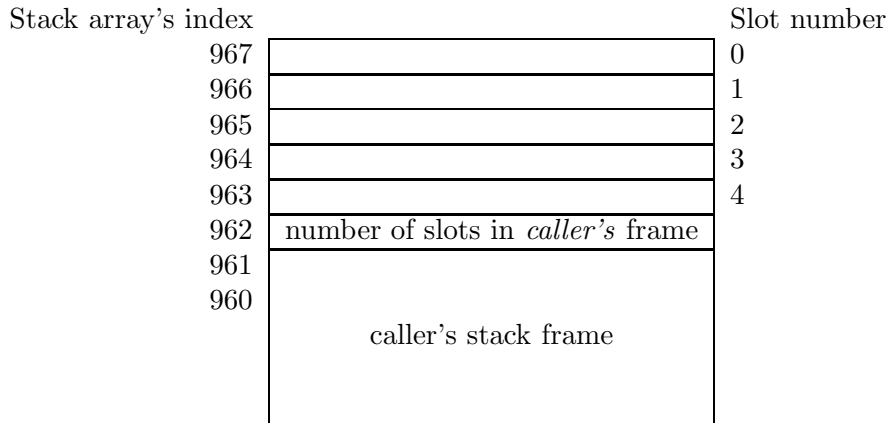 Stack array's index Slot number
967 0
966 1
965 2
964 3
963 4
962 number of slots in caller's frame
961
960
caller's stack frame